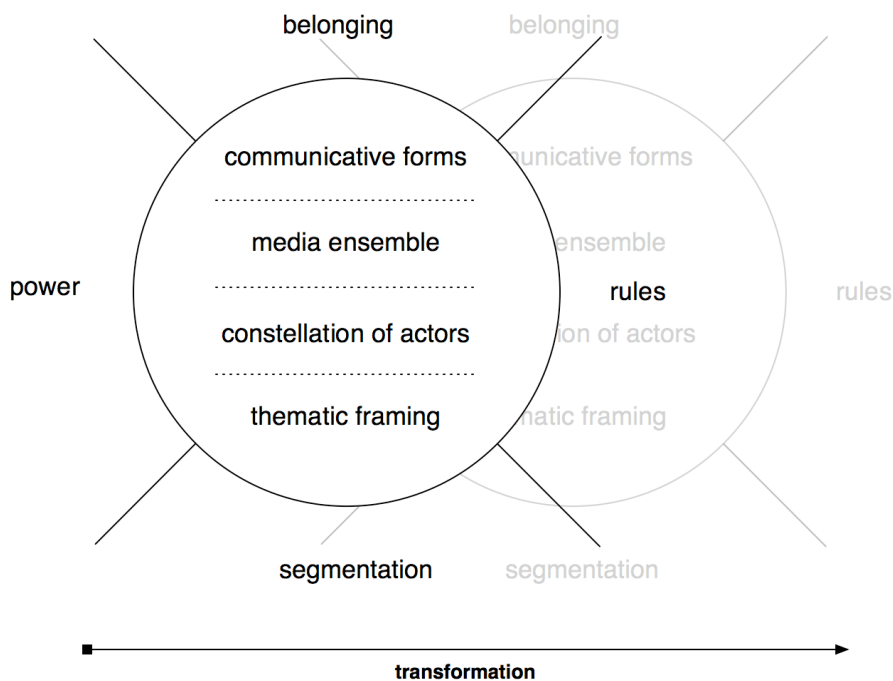 belonging belonging
communicative forms unicative forms
media ensemble ensemble
power rules rules
constellation of actors ion of actors
thematic framing matic framing
segmentation segmentation
transformation